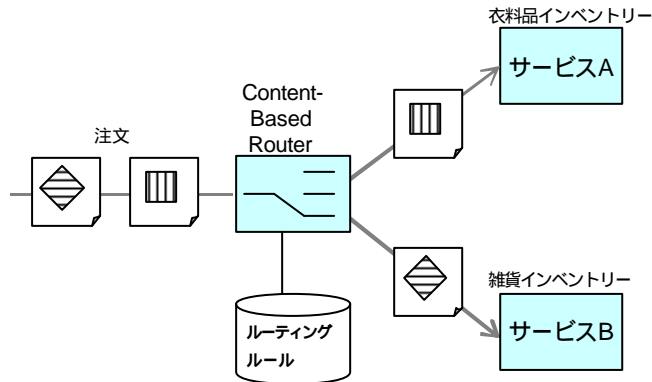 衣料品インベントリー
サービスA
Content-
Based
Router
注文
雑貨インベントリー
サービスB
ルーティング
ルール